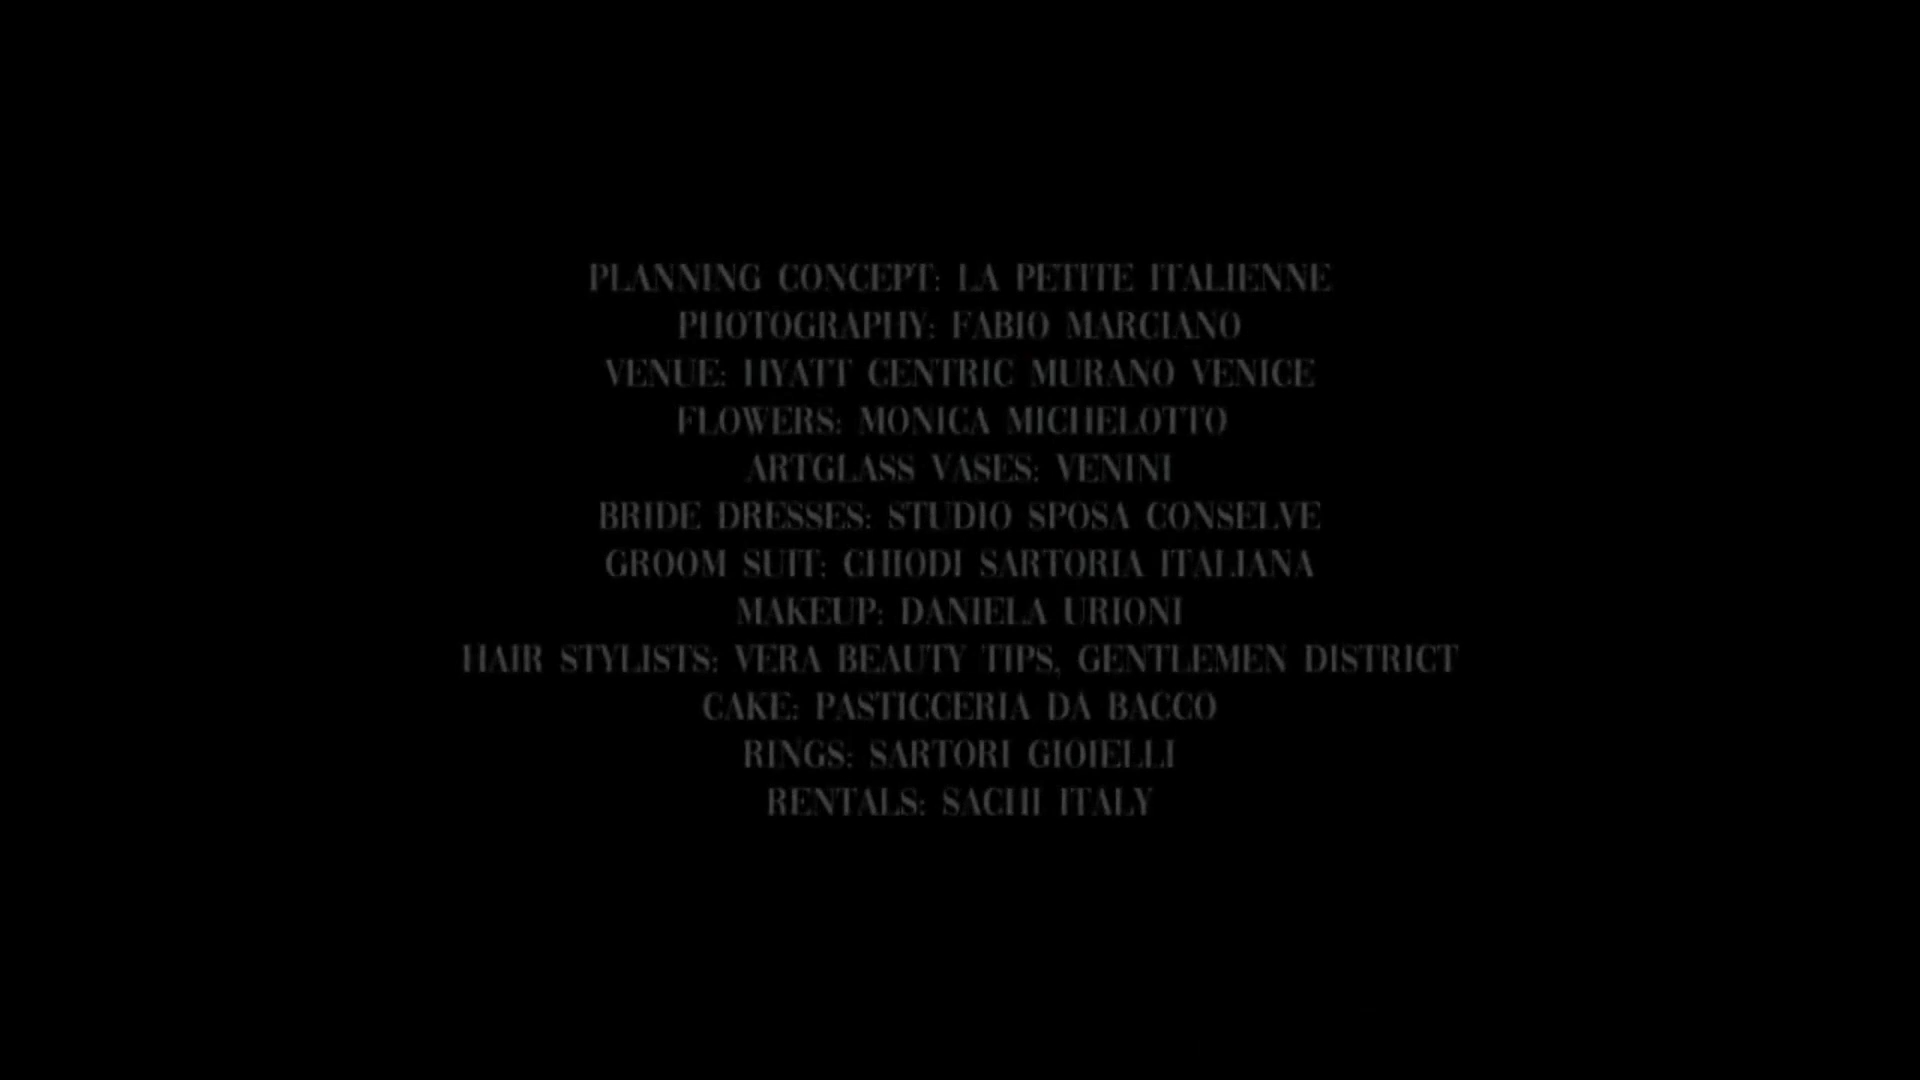 PLANNING CONCEPT: LA PETITE ITALIENNE
PHOTOGRAPHY: FABIO MARCIANO
VENUE: HYATT CENTRIC MURANO VENICE
FLOWERS: MONICA MICHELOTTO
ARTGLASS VASES: VENINI
BRIDE DRESSES: STUDIO SPOSA CONSELVE
GROOM SUIT: CHIODI SARTORIA ITALIANA
MAKEUP: DANIELA URIONI
HAIR STYLISTS: VERA BEAUTY TIPS, GENTLEMEN DISTRICT
CAKE: PASTICCERIA DA BACCO
RINGS: SARTORI GIOIELLI
RENTALS: SACHI ITALY